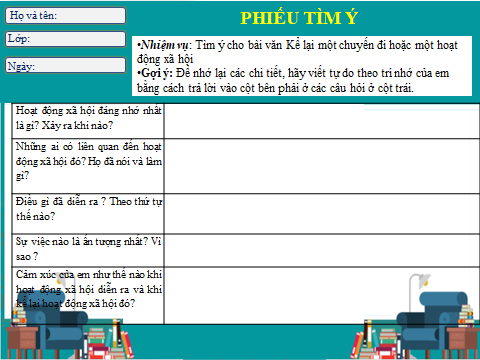 PHIẾU TÌM Ý
Họ và tên:
Lớp:
Ngày:
•Nhiệm vụ: Tìm ý cho bài văn Kể lại một chuyến đi hoặc một hoạt
động xã hội
•Gợi ý: Để nhớ lại các chi tiết, hãy viết tự do theo trí nhớ của em
bằng cách trả lời vào cột bên phải ở các câu hỏi ở cột trái.
Hoạt động xã hội đáng nhớ nhất
là gì? Xảy ra khi nào?
Những ai có liên quan đến hoạt
động xã hội đó? Họ đã nói và làm
gì?
Điều gì đã diễn ra ? Theo thứ tự
thế nào?
Sự việc nào là ấn tượng nhất? Vì
sao ?
Cảm xúc của em như thế nào khi
hoạt động xã hội diễn ra và khi
kể lại hoạt động xã hội đó?